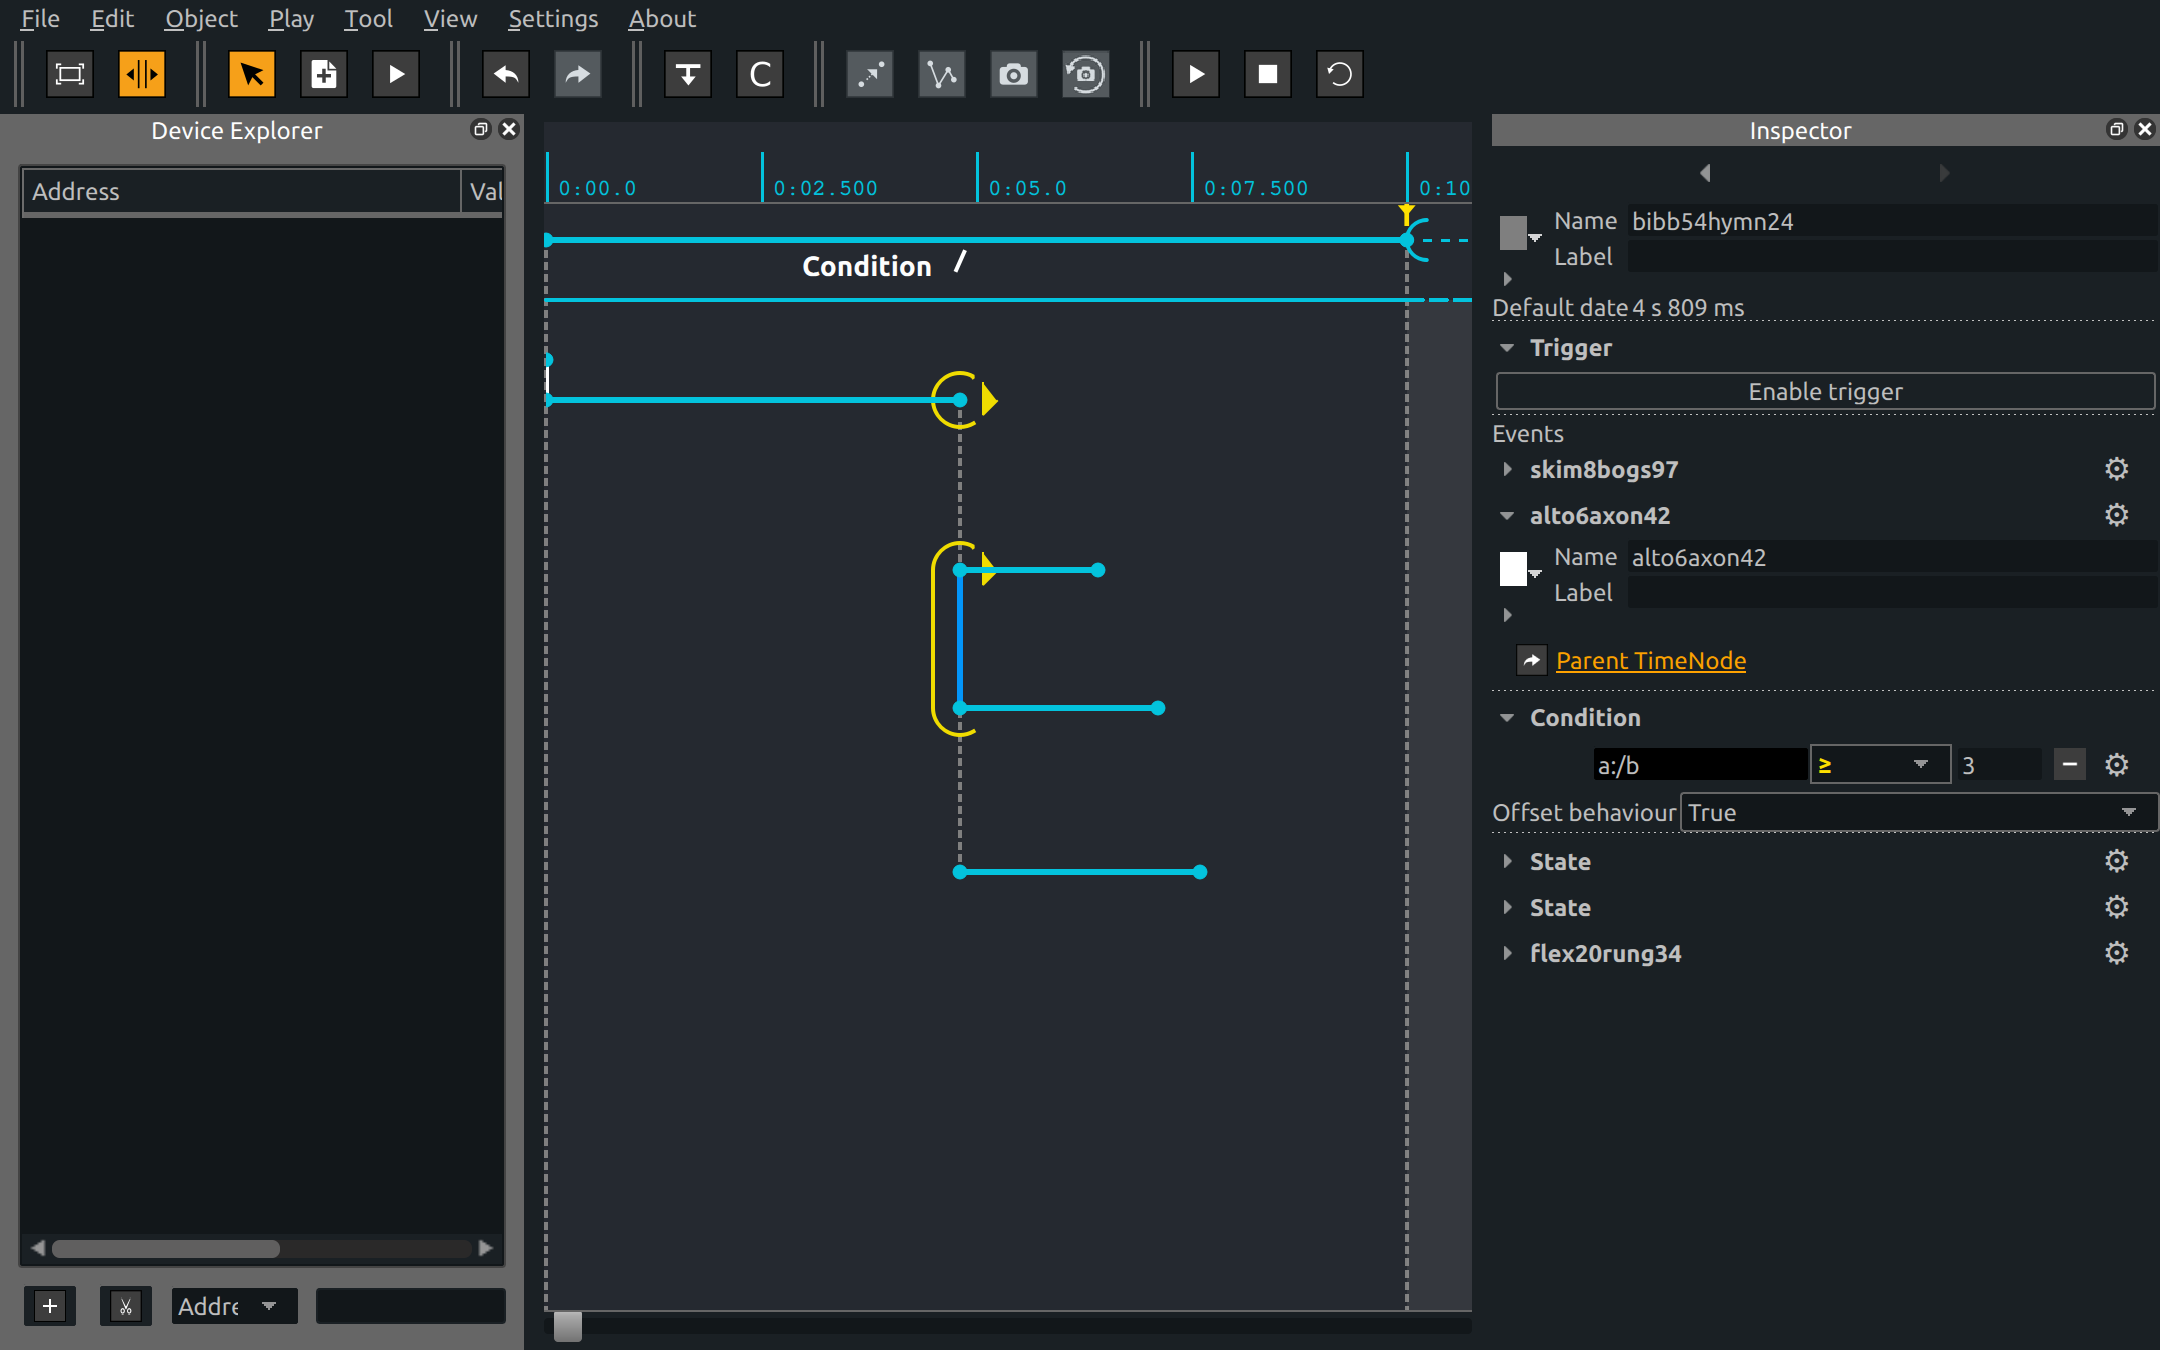 File Edit Object Play Tool View Settings About
C
Device Explorer
Address Val
Addre
0:00.0 0:02.500 0:05.0 0:07.500 0:10
Condition
Inspector
Name bibb54hymn24
Label
Default date 4 s 809 ms
Trigger
Enable trigger
Events
skim8bogs97
alto6axon42
Name alto6axon42
Label
Parent TimeNode
Condition
a:/b ≥ 3
Offset behaviour True
State
State
flex20rung34